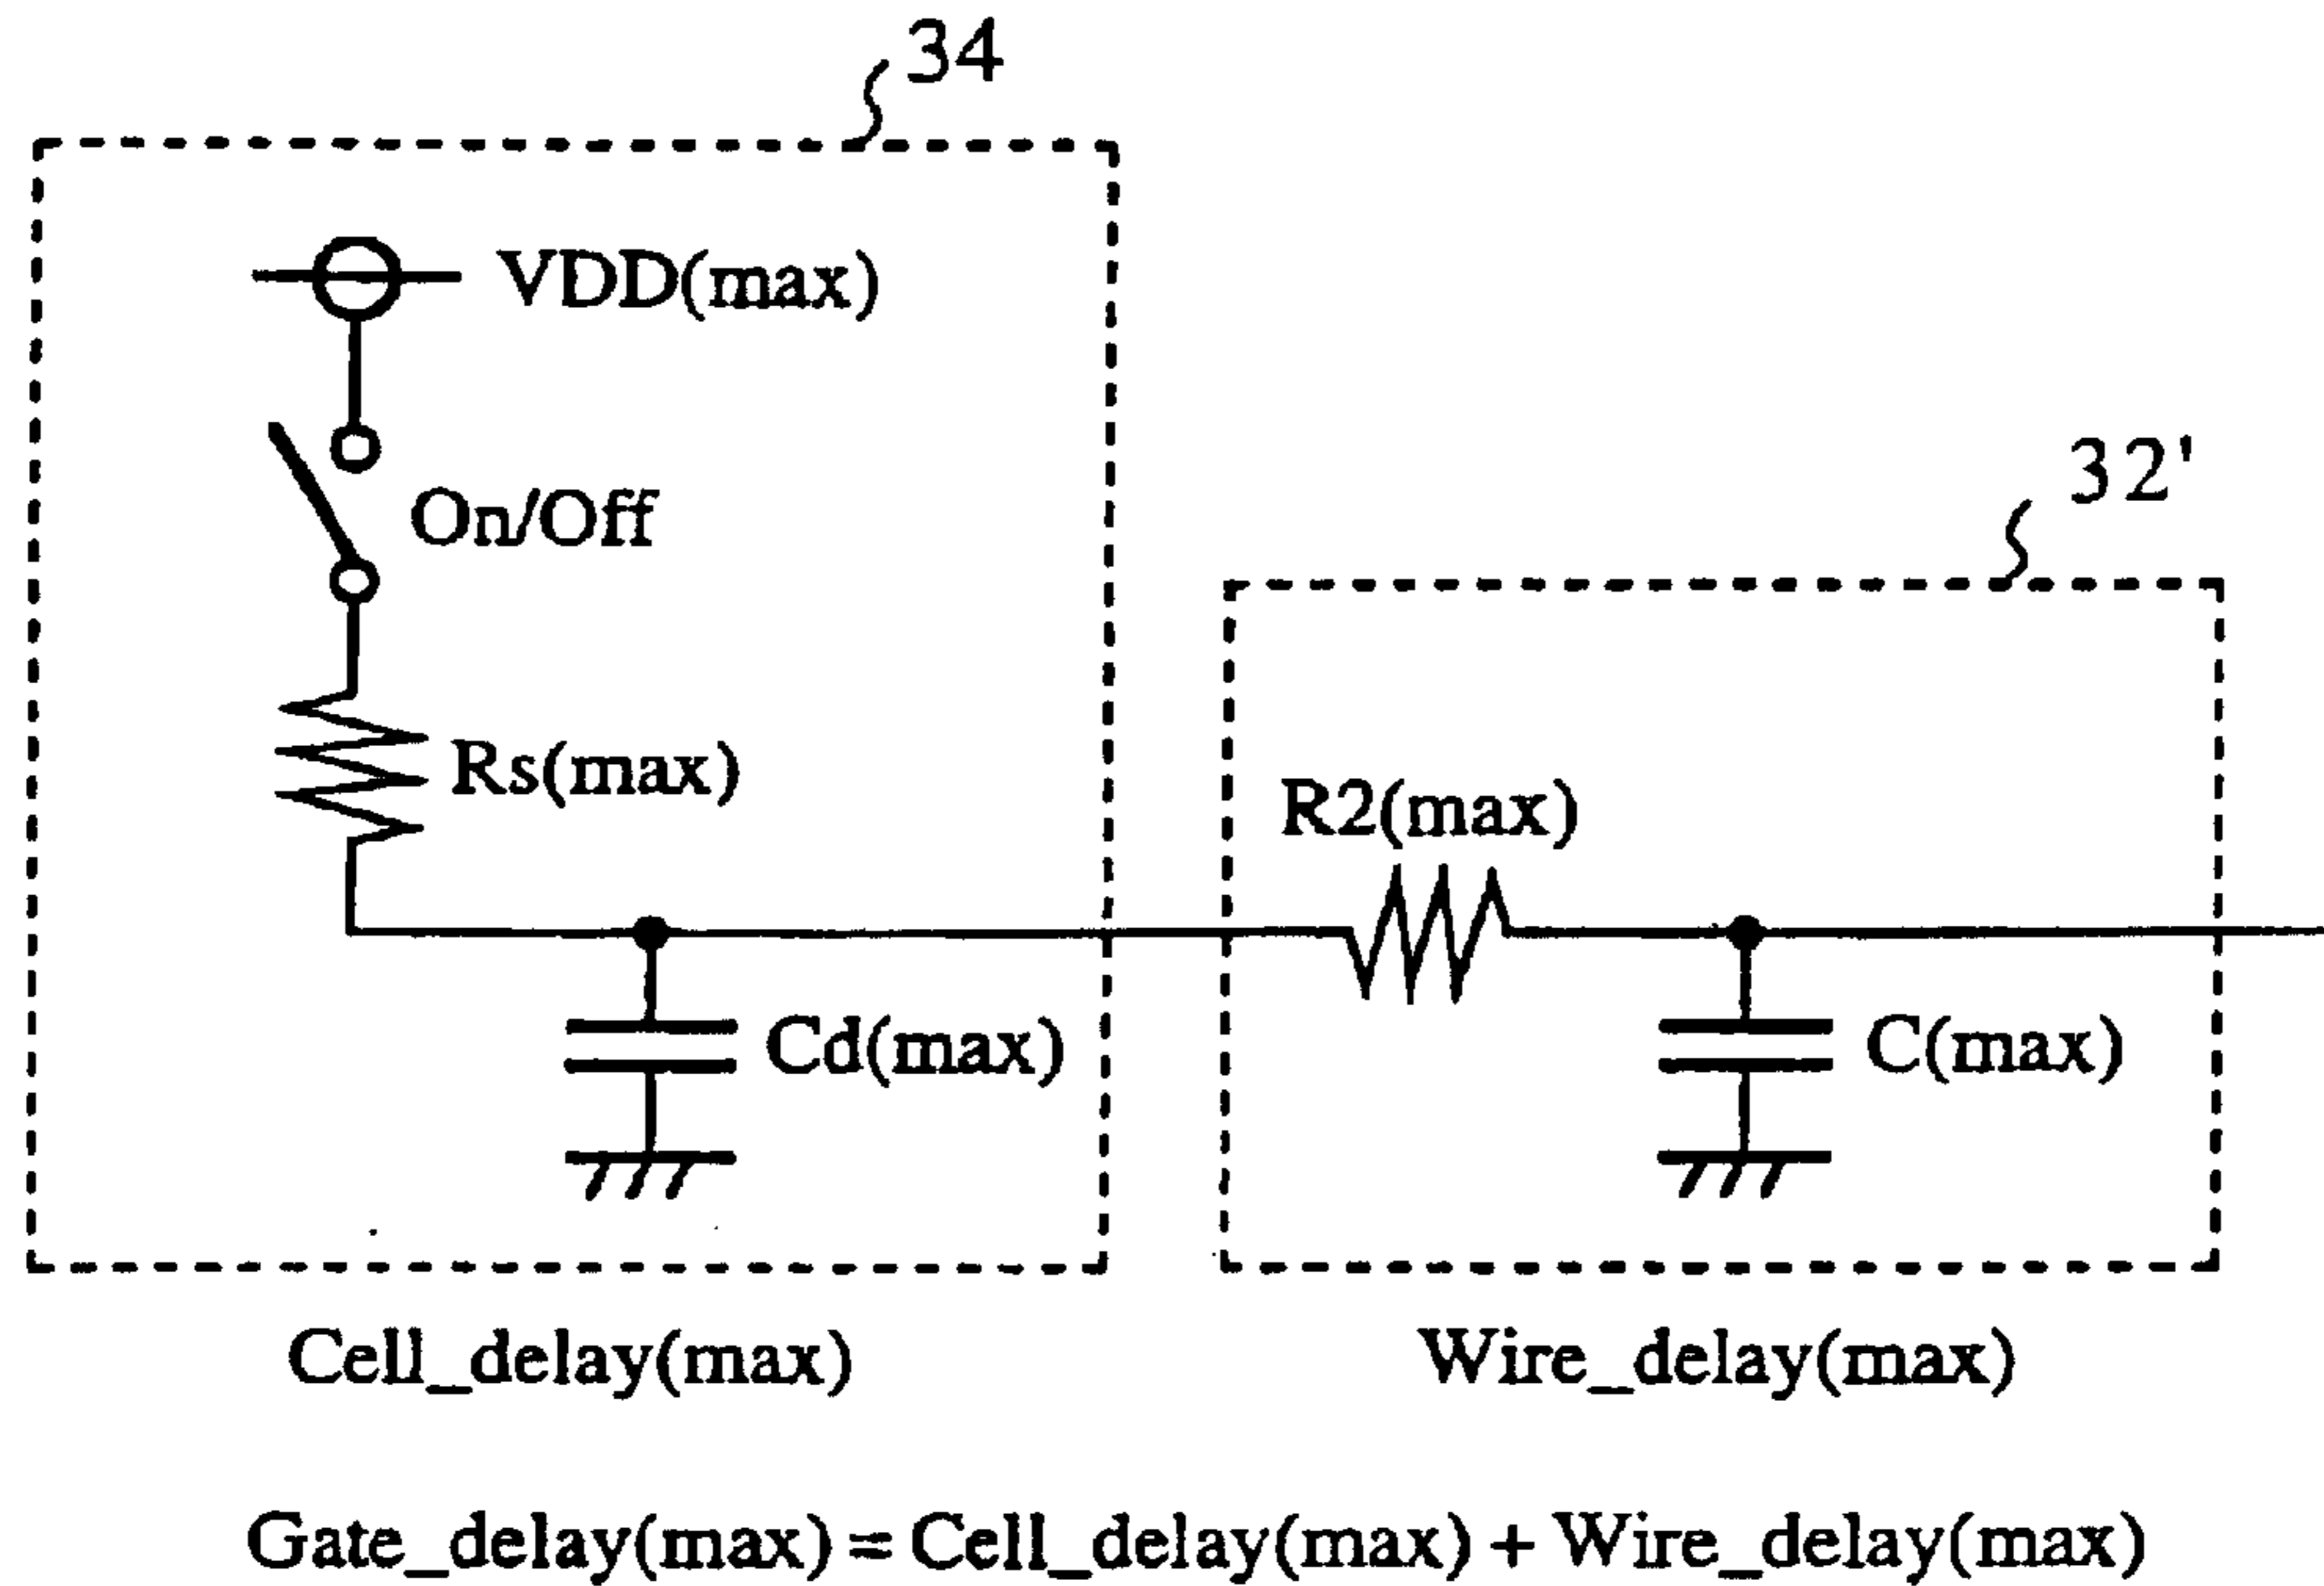 34
VDD(max)
On/Off
32'
Rs(max)
R2(max)
Cd(max)
C(max)
Cell_delay(max)
Wire_delay(max)
Gate_delay(max) = Cell_delay(max) + Wire_delay(max)